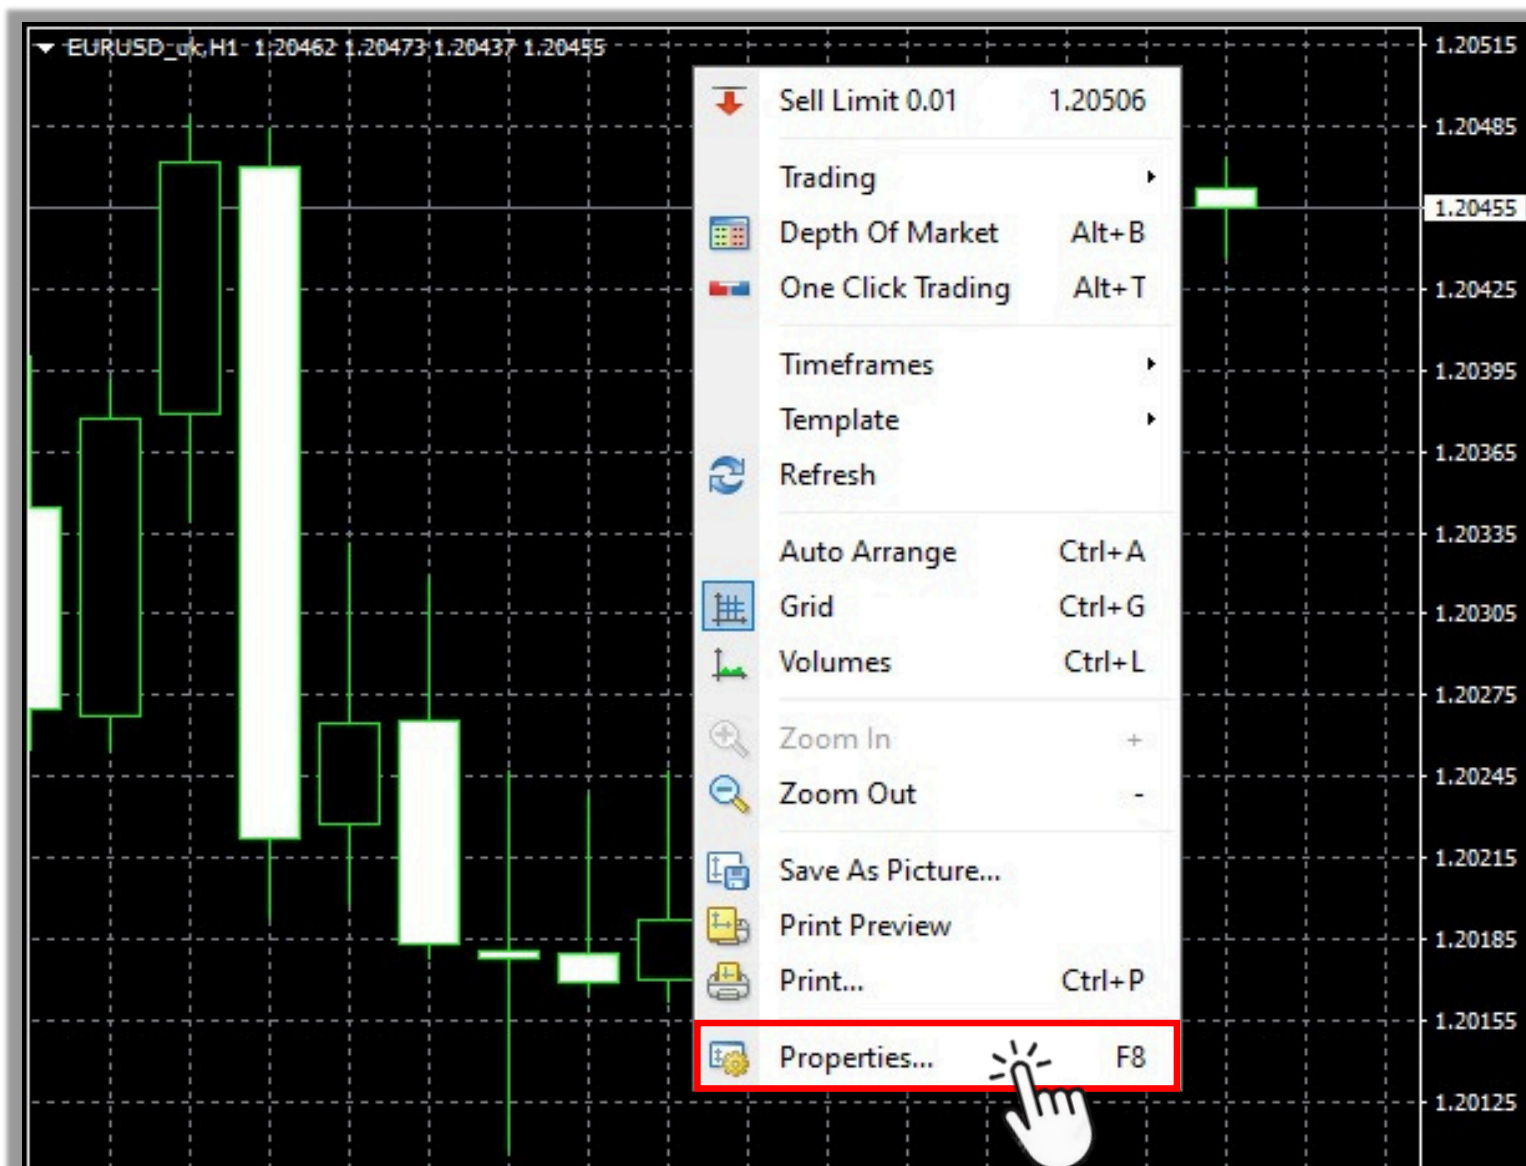 EURUSD_uk,H1 1.20462 1.20473 1.20437 1.20455
1.20515
Sell Limit 0.01 1.20506
1.20485
Trading
1.20455
Depth Of Market Alt+B
One Click Trading Alt+T
1.20425
Timeframes
1.20395
Template
1.20365
Refresh
1.20335
Auto Arrange Ctrl+A
Grid Ctrl+G
1.20305
Volumes Ctrl+L
1.20275
Zoom In +
1.20245
Zoom Out -
1.20215
Save As Picture...
Print Preview
1.20185
Print... Ctrl+P
1.20155
Properties... F8
1.20125